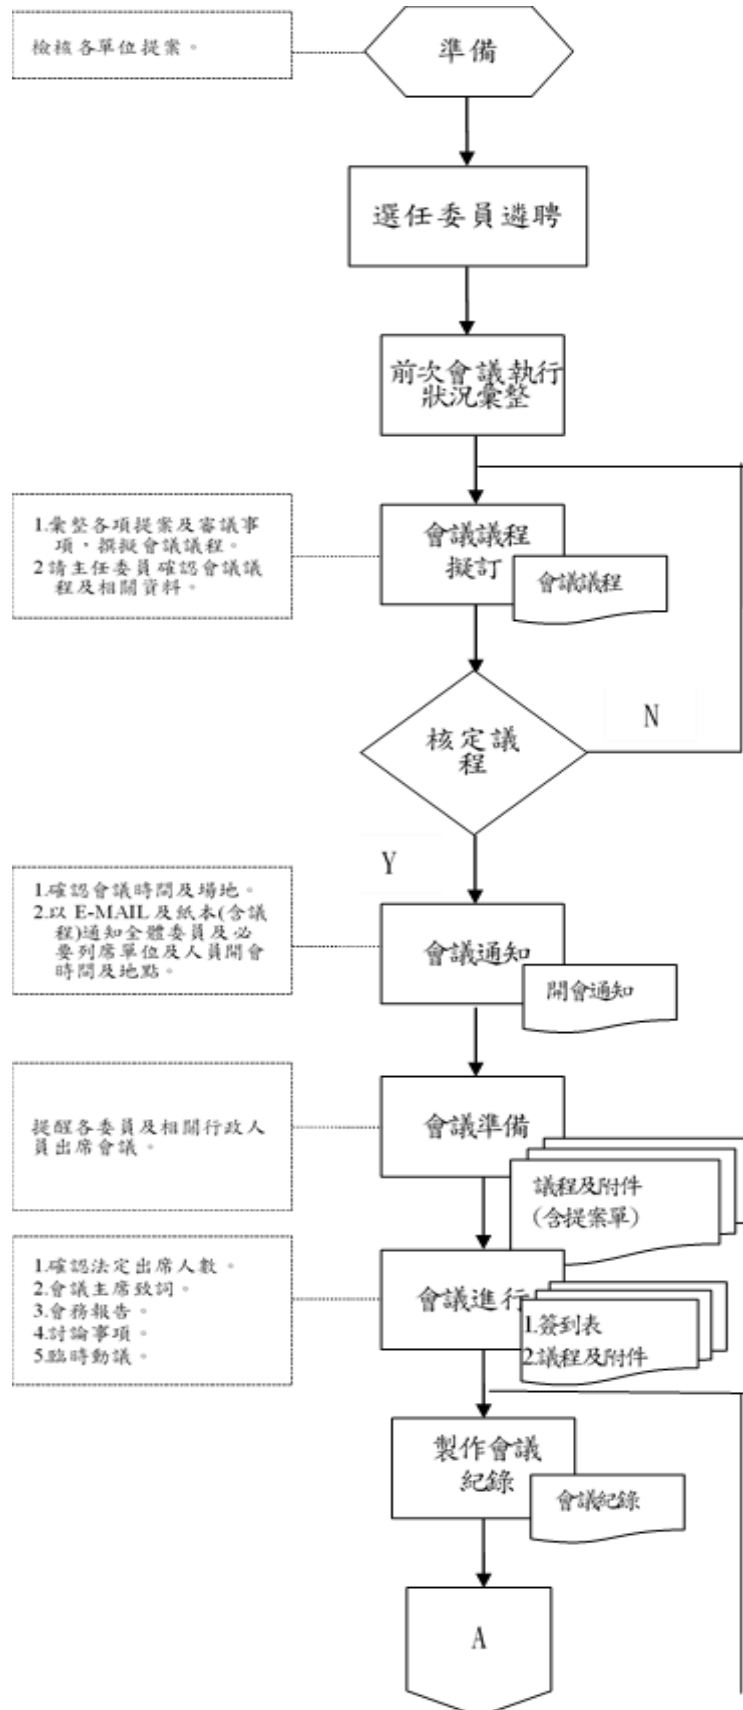 檢核各單位提案。
準備
選任委員遴聘
前次會議執行
狀況彙整
1.彙整各項提案及審議事
項，撰擬會議議程。
2請主任委員確認會議議
程及相關資料。
會議議程
擬訂
會議議程
核定議
程
N
Y
1.確認會議時間及場地。
2.以 E-MAIL 及紙本(含議
程)通知全體委員及必
要列席單位及人員開會
時間及地點。
會議通知
開會通知
提醒各委員及相關行政人
員出席會議。
會議準備
議程及附件
(含提案單)
1.確認法定出席人數。
2.會議主席致詞。
3.會務報告。
4.討論事項。
5.臨時動議。
會議進行
1.簽到表
2.議程及附件
製作會議
紀錄
會議紀錄
A